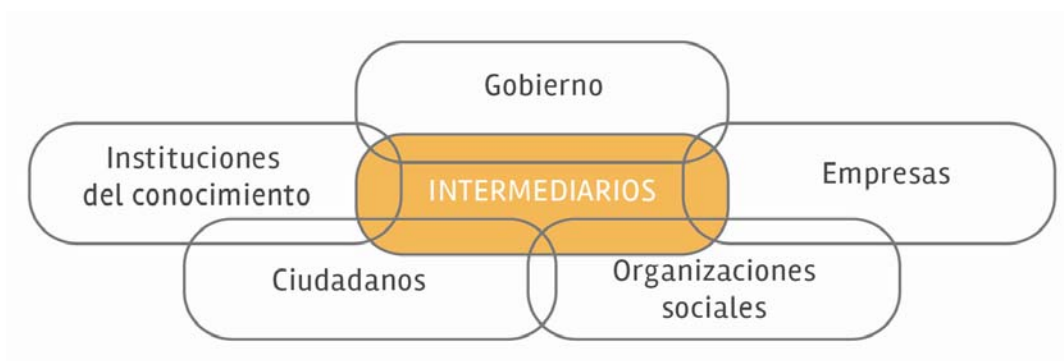 Gobierno
Instituciones
del conocimiento
INTERMEDIARIOS
Empresas
Ciudadanos
Organizaciones
sociales